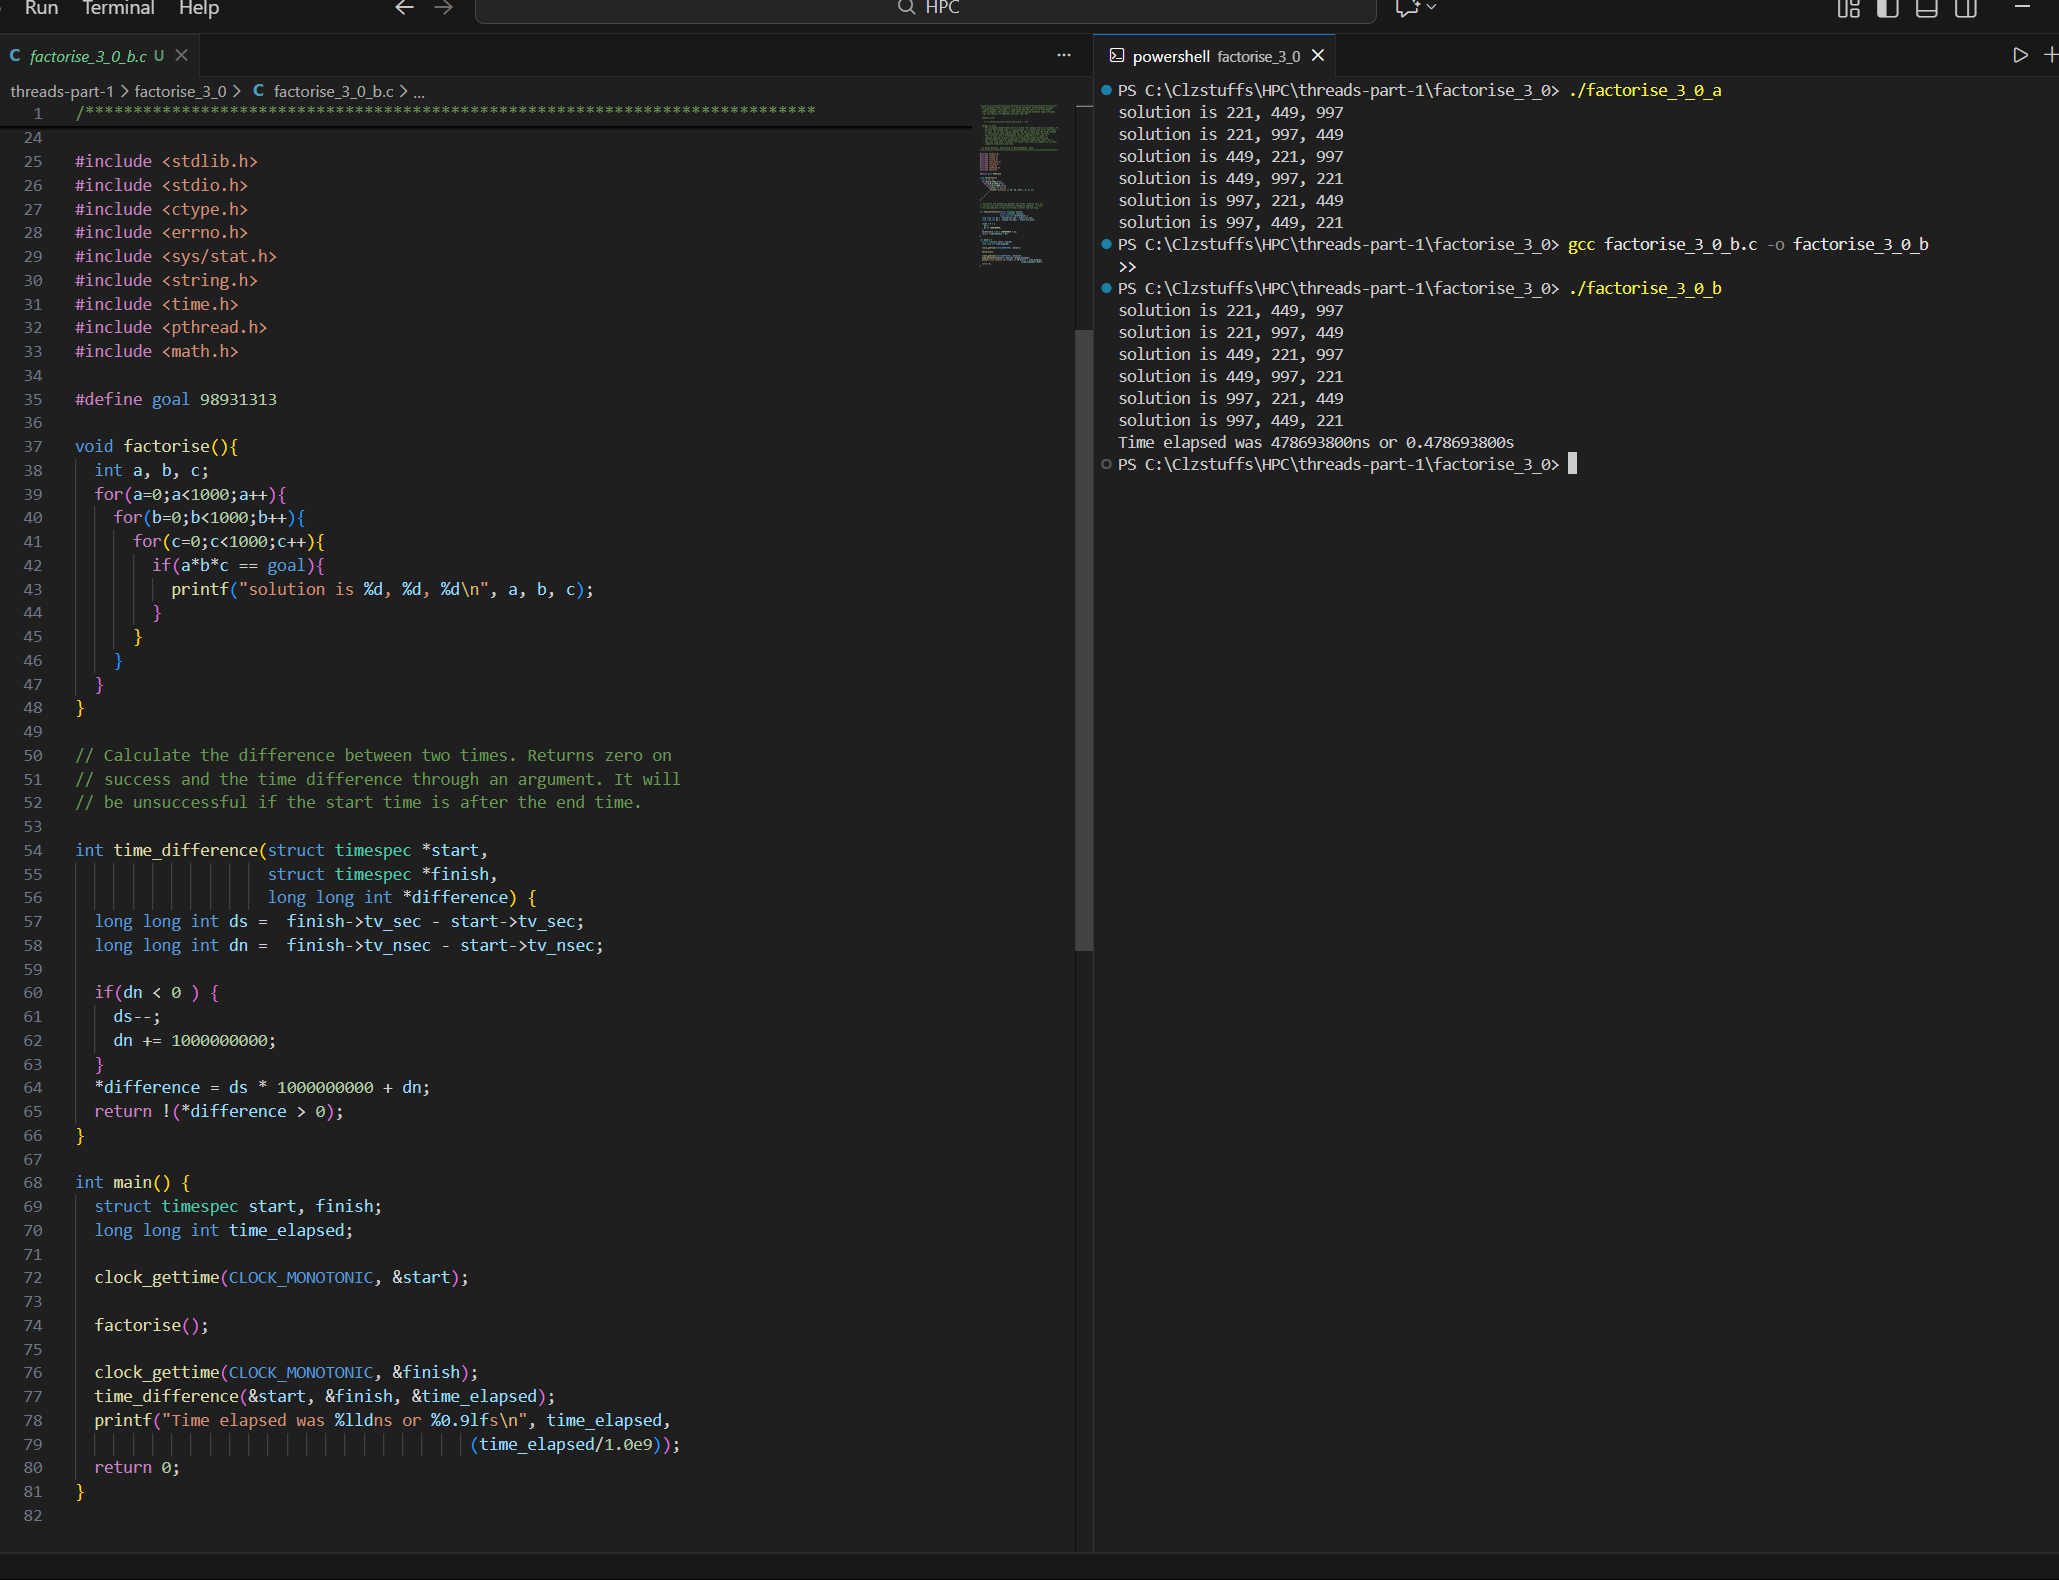 Run Terminal Help
HPC
C factorise_3_0_b.c U
threads-part-1 > factorise_3_0 > C factorise_3_0_b.c > ...
1 /****************************************************************************
24
25 #include <stdlib.h>
26 #include <stdio.h>
27 #include <ctype.h>
28 #include <errno.h>
29 #include <sys/stat.h>
30 #include <string.h>
31 #include <time.h>
32 #include <pthread.h>
33 #include <math.h>
34
35 #define goal 98931313
36
37 void factorise(){
38   int a, b, c;
39   for(a=0;a<1000;a++){
40     for(b=0;b<1000;b++){
41       for(c=0;c<1000;c++){
42         if(a*b*c == goal){
43           printf("solution is %d, %d, %d\n", a, b, c);
44         }
45       }
46     }
47   }
48 }
49
50 // Calculate the difference between two times. Returns zero on
51 // success and the time difference through an argument. It will
52 // be unsuccessful if the start time is after the end time.
53
54 int time_difference(struct timespec *start,
55                     struct timespec *finish,
56                     long long int *difference) {
57   long long int ds =  finish->tv_sec - start->tv_sec;
58   long long int dn =  finish->tv_nsec - start->tv_nsec;
59
60   if(dn < 0 ) {
61     ds--;
62     dn += 1000000000;
63   }
64   *difference = ds * 1000000000 + dn;
65   return !(*difference > 0);
66 }
67
68 int main() {
69   struct timespec start, finish;
70   long long int time_elapsed;
71
72   clock_gettime(CLOCK_MONOTONIC, &start);
73
74   factorise();
75
76   clock_gettime(CLOCK_MONOTONIC, &finish);
77   time_difference(&start, &finish, &time_elapsed);
78   printf("Time elapsed was %lldns or %0.9lfs\n", time_elapsed,
79                                          (time_elapsed/1.0e9));
80   return 0;
81 }
82
powershell factorise_3_0
PS C:\Clzstuffs\HPC\threads-part-1\factorise_3_0> ./factorise_3_0_a
solution is 221, 449, 997
solution is 221, 997, 449
solution is 449, 221, 997
solution is 449, 997, 221
solution is 997, 221, 449
solution is 997, 449, 221
PS C:\Clzstuffs\HPC\threads-part-1\factorise_3_0> gcc factorise_3_0_b.c -o factorise_3_0_b
>>
PS C:\Clzstuffs\HPC\threads-part-1\factorise_3_0> ./factorise_3_0_b
solution is 221, 449, 997
solution is 221, 997, 449
solution is 449, 221, 997
solution is 449, 997, 221
solution is 997, 221, 449
solution is 997, 449, 221
Time elapsed was 478693800ns or 0.478693800s
PS C:\Clzstuffs\HPC\threads-part-1\factorise_3_0>